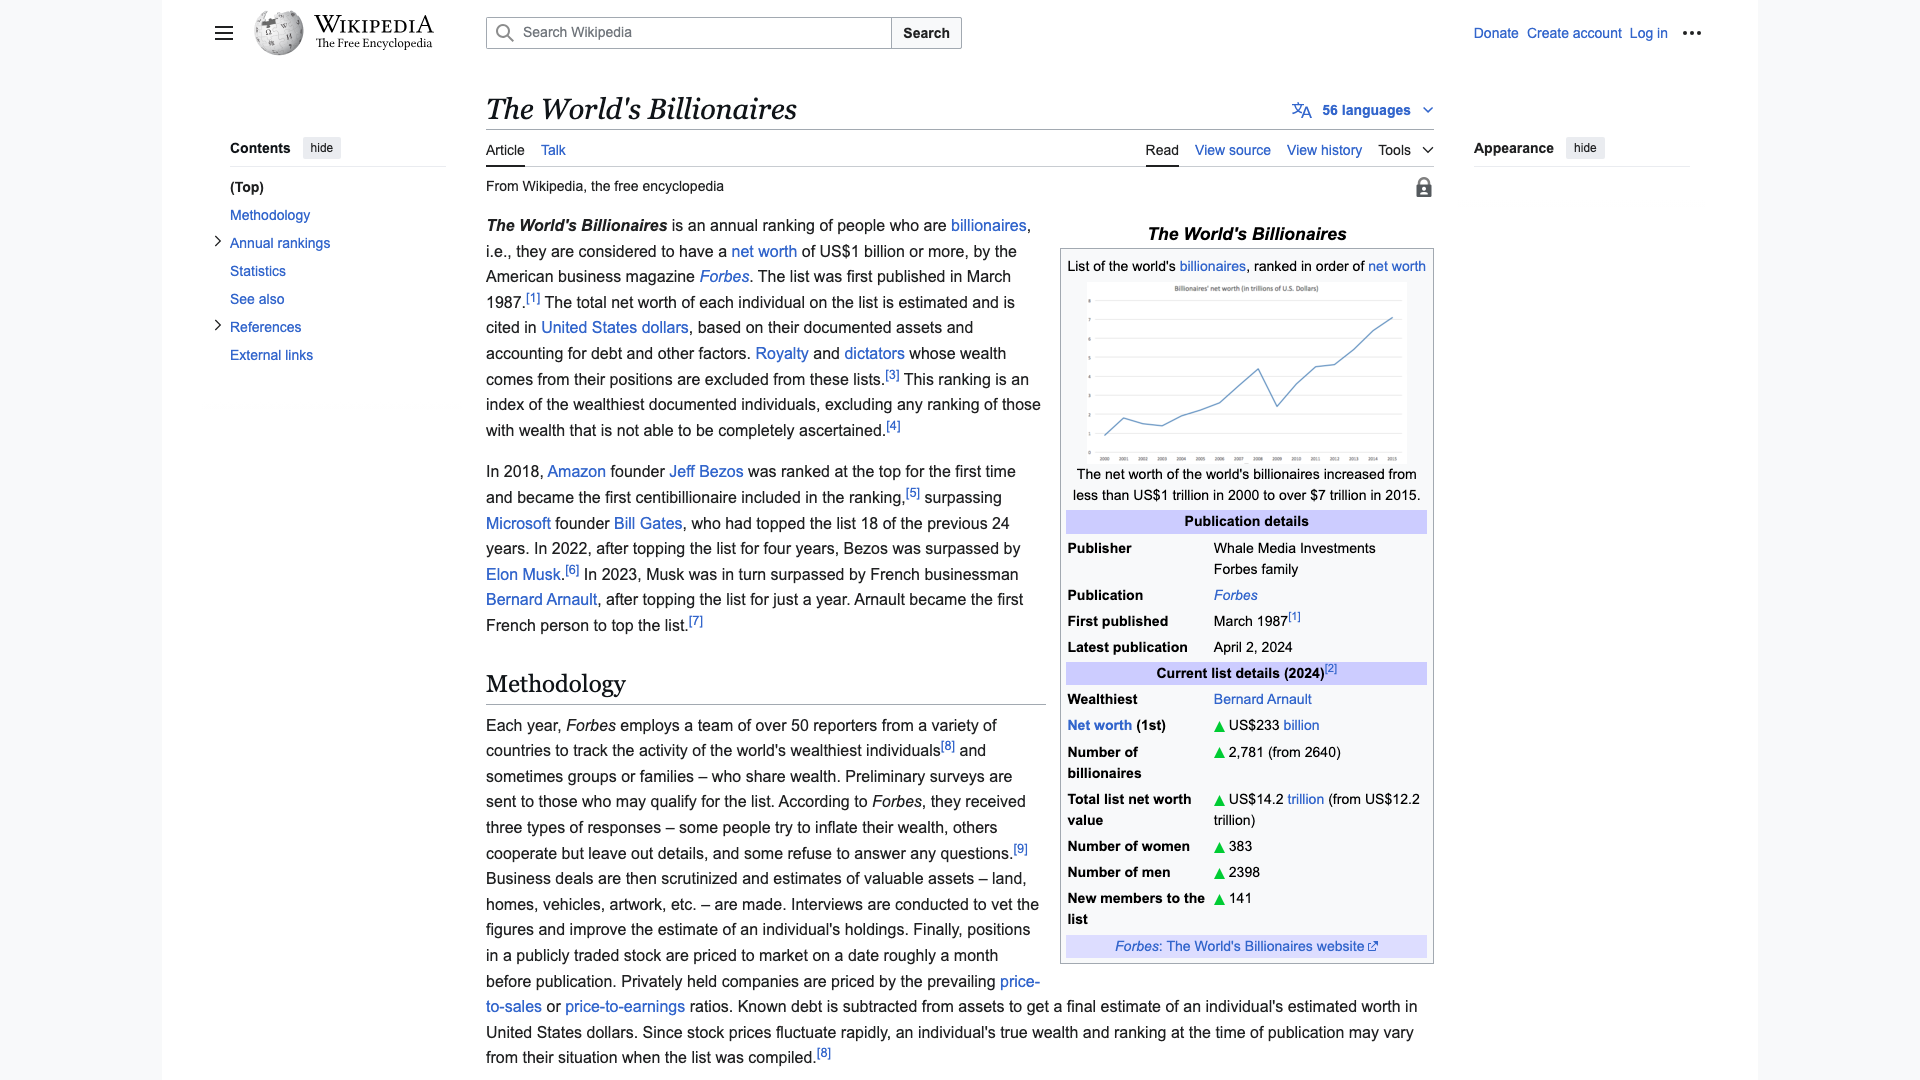 WIKIPEDIA
The Free Encyclopedia
Search Wikipedia
Search
Donate
Create account
Log in
Contents
hide
(Top)
Methodology
Annual rankings
Statistics
See also
References
External links
The World's Billionaires
56 languages
Article
Talk
Read
View source
View history
Tools
Appearance
hide
From Wikipedia, the free encyclopedia
The World's Billionaires is an annual ranking of people who are billionaires,
i.e., they are considered to have a net worth of US$1 billion or more, by the
American business magazine Forbes. The list was first published in March
1987.[1] The total net worth of each individual on the list is estimated and is
cited in United States dollars, based on their documented assets and
accounting for debt and other factors. Royalty and dictators whose wealth
comes from their positions are excluded from these lists.[3] This ranking is an
index of the wealthiest documented individuals, excluding any ranking of those
with wealth that is not able to be completely ascertained.[4]
In 2018, Amazon founder Jeff Bezos was ranked at the top for the first time
and became the first centibillionaire included in the ranking,[5] surpassing
Microsoft founder Bill Gates, who had topped the list 18 of the previous 24
years. In 2022, after topping the list for four years, Bezos was surpassed by
Elon Musk.[6] In 2023, Musk was in turn surpassed by French businessman
Bernard Arnault, after topping the list for just a year. Arnault became the first
French person to top the list.[7]
Methodology
Each year, Forbes employs a team of over 50 reporters from a variety of
countries to track the activity of the world's wealthiest individuals[8] and
sometimes groups or families – who share wealth. Preliminary surveys are
sent to those who may qualify for the list. According to Forbes, they received
three types of responses – some people try to inflate their wealth, others
cooperate but leave out details, and some refuse to answer any questions.[9]
Business deals are then scrutinized and estimates of valuable assets – land,
homes, vehicles, artwork, etc. – are made. Interviews are conducted to vet the
figures and improve the estimate of an individual's holdings. Finally, positions
in a publicly traded stock are priced to market on a date roughly a month
before publication. Privately held companies are priced by the prevailing price-
to-sales or price-to-earnings ratios. Known debt is subtracted from assets to get a final estimate of an individual's estimated worth in
United States dollars. Since stock prices fluctuate rapidly, an individual's true wealth and ranking at the time of publication may vary
from their situation when the list was compiled.[8]
The World's Billionaires
List of the world's billionaires, ranked in order of net worth
Billionaires' net worth (in trillions of U.S. Dollars)
8
7
6
5
4
3
2
1
0
2000 2001 2002 2003 2004 2005 2006 2007 2008 2009 2010 2011 2012 2013 2014 2015
The net worth of the world's billionaires increased from
less than US$1 trillion in 2000 to over $7 trillion in 2015.
Publication details
Publisher Whale Media Investments
Forbes family
Publication Forbes
First published March 1987[1]
Latest publication April 2, 2024
Current list details (2024)[2]
Wealthiest Bernard Arnault
Net worth (1st) ▲ US$233 billion
Number of billionaires ▲ 2,781 (from 2640)
Total list net worth value ▲ US$14.2 trillion (from US$12.2 trillion)
Number of women ▲ 383
Number of men ▲ 2398
New members to the list ▲ 141
Forbes: The World's Billionaires website